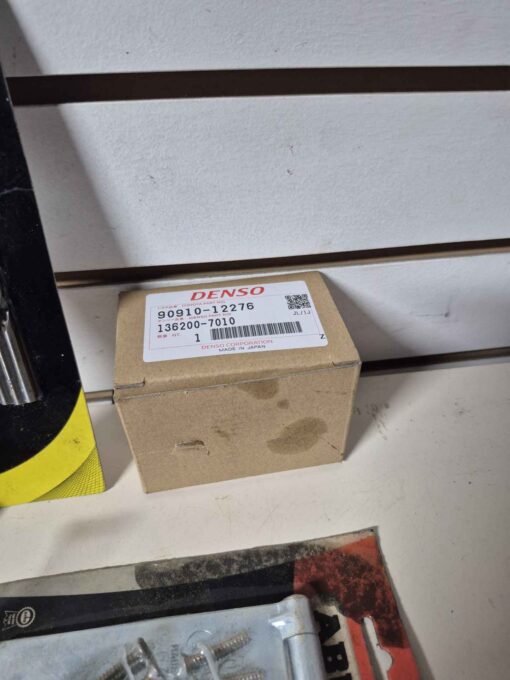 DENSO
90910-12276
136200-7010
1
JL/1J
Z
DENSO CORPORATION
MADE IN JAPAN